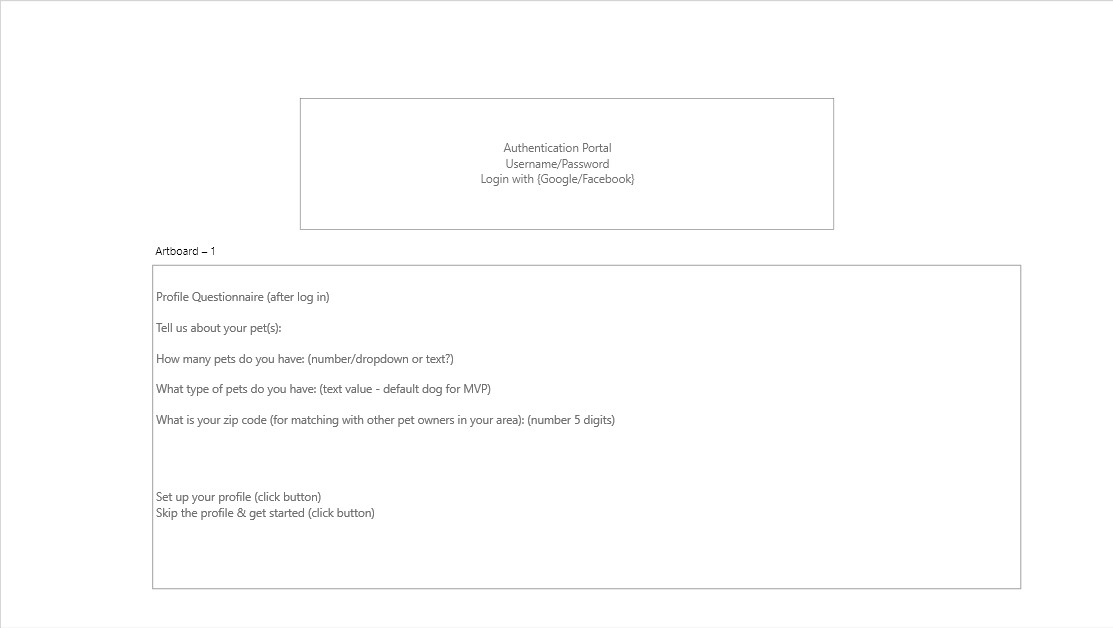 Authentication Portal
Username/Password
Login with {Google/Facebook}
Artboard – 1
Profile Questionnaire (after log in)
Tell us about your pet(s):
How many pets do you have: (number/dropdown or text?)
What type of pets do you have: (text value - default dog for MVP)
What is your zip code (for matching with other pet owners in your area): (number 5 digits)
Set up your profile (click button)
Skip the profile & get started (click button)